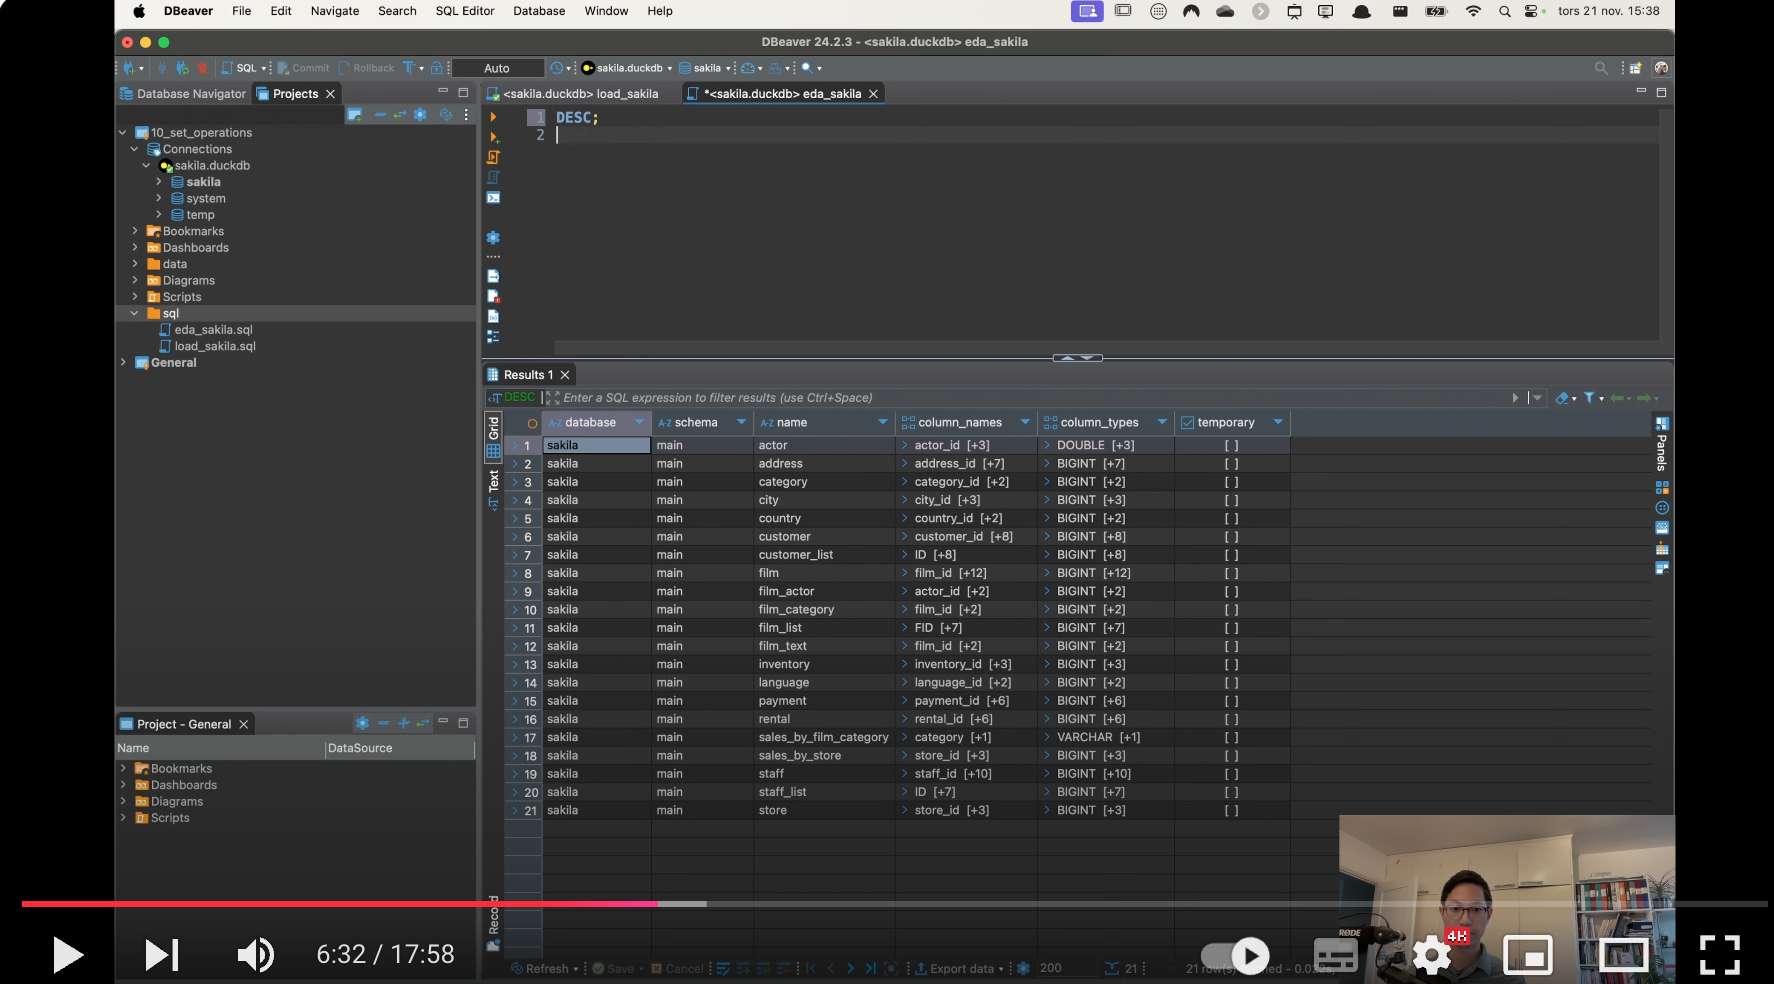 DBeaver File Edit Navigate Search SQL Editor Database Window Help tors 21 nov. 15:38
DBeaver 24.2.3 - <sakila.duckdb> eda_sakila
SQL Commit Rollback T Auto sakila.duckdb sakila
Database Navigator Projects
<sakila.duckdb> load_sakila *<sakila.duckdb> eda_sakila
10_set_operations
Connections
sakila.duckdb
sakila
system
temp
Bookmarks
Dashboards
data
Diagrams
Scripts
sql
eda_sakila.sql
load_sakila.sql
General
1 DESC;
2
Results 1
DESC Enter a SQL expression to filter results (use Ctrl+Space)
Grid
Text
Record
Panels
database schema name column_names column_types temporary
1 sakila main actor actor_id [+3] DOUBLE [+3] [ ]
2 sakila main address address_id [+7] BIGINT [+7] [ ]
3 sakila main category category_id [+2] BIGINT [+2] [ ]
4 sakila main city city_id [+3] BIGINT [+3] [ ]
5 sakila main country country_id [+2] BIGINT [+2] [ ]
6 sakila main customer customer_id [+8] BIGINT [+8] [ ]
7 sakila main customer_list ID [+8] BIGINT [+8] [ ]
8 sakila main film film_id [+12] BIGINT [+12] [ ]
9 sakila main film_actor actor_id [+2] BIGINT [+2] [ ]
10 sakila main film_category film_id [+2] BIGINT [+2] [ ]
11 sakila main film_list FID [+7] BIGINT [+7] [ ]
12 sakila main film_text film_id [+2] BIGINT [+2] [ ]
13 sakila main inventory inventory_id [+3] BIGINT [+3] [ ]
14 sakila main language language_id [+2] BIGINT [+2] [ ]
15 sakila main payment payment_id [+6] BIGINT [+6] [ ]
16 sakila main rental rental_id [+6] BIGINT [+6] [ ]
17 sakila main sales_by_film_category category [+1] VARCHAR [+1] [ ]
18 sakila main sales_by_store store_id [+3] BIGINT [+3] [ ]
19 sakila main staff staff_id [+10] BIGINT [+10] [ ]
20 sakila main staff_list ID [+7] BIGINT [+7] [ ]
21 sakila main store store_id [+3] BIGINT [+3] [ ]
Project - General
Name DataSource
Bookmarks
Dashboards
Diagrams
Scripts
RØDE
4K
6:32 / 17:58
Refresh Save Cancel Export data 200 21